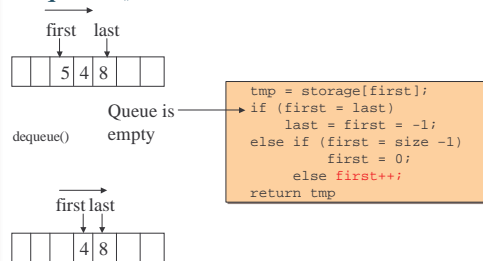 first last
5 4 8
dequeue()
Queue is
empty
tmp = storage[first];
if (first = last)
last = first = -1;
else if (first = size -1)
first = 0;
else first++;
return tmp
first last
4 8